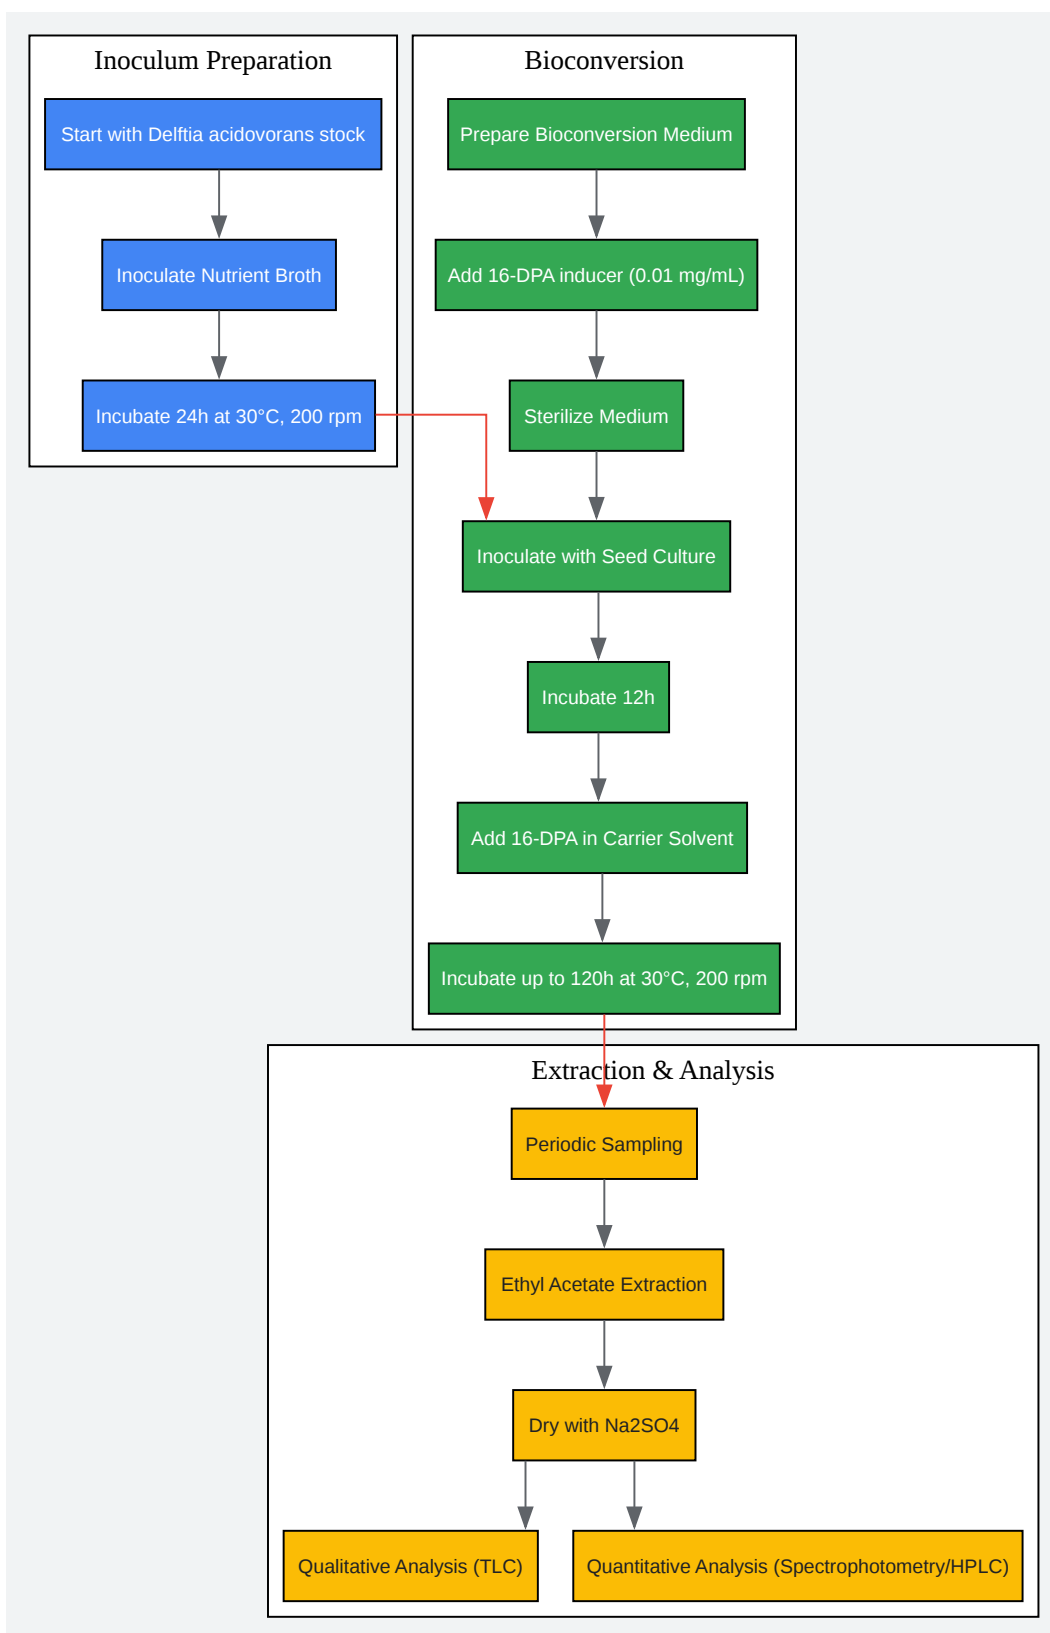 Inoculum Preparation
Start with Delftia acidovorans stock
Inoculate Nutrient Broth
Incubate 24h at 30°C, 200 rpm
Bioconversion
Prepare Bioconversion Medium
Add 16-DPA inducer (0.01 mg/mL)
Sterilize Medium
Inoculate with Seed Culture
Incubate 12h
Add 16-DPA in Carrier Solvent
Incubate up to 120h at 30°C, 200 rpm
Extraction & Analysis
Periodic Sampling
Ethyl Acetate Extraction
Dry with Na2SO4
Qualitative Analysis (TLC)
Quantitative Analysis (Spectrophotometry/HPLC)